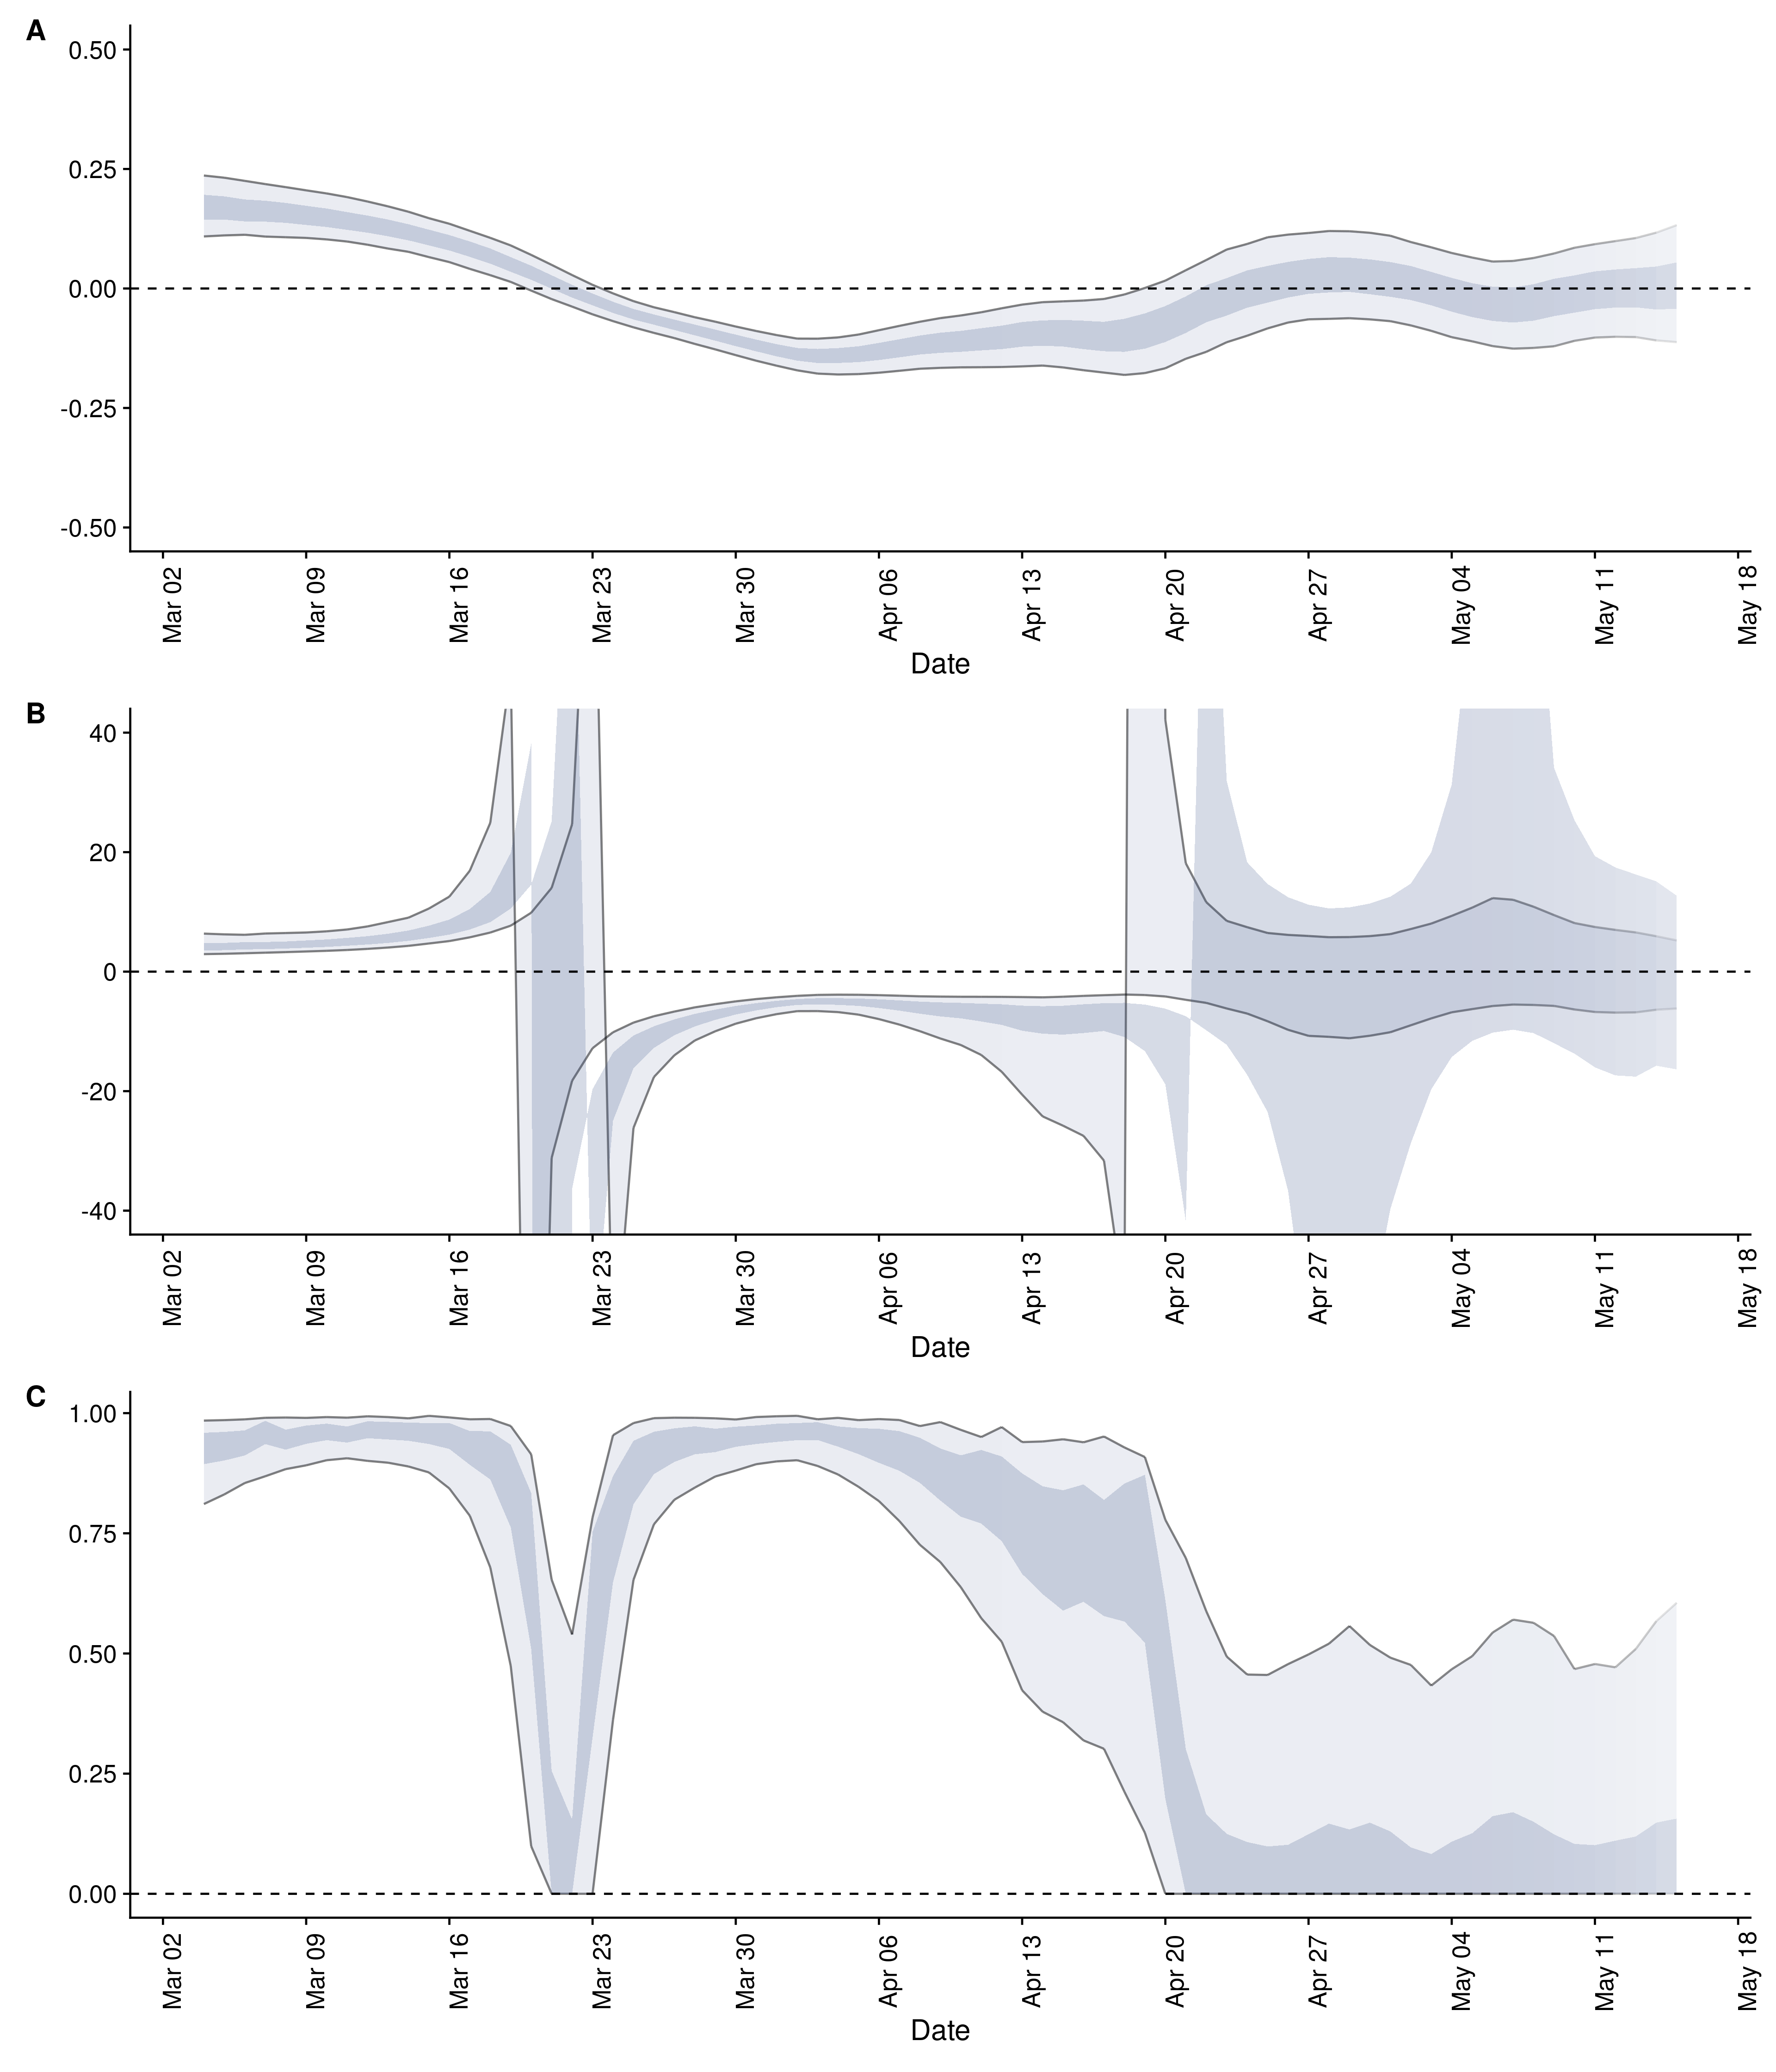 A
0.50
0.25
0.00
-0.25
-0.50
Mar 02
Mar 09
Mar 16
Mar 23
Mar 30
Apr 06
Apr 13
Apr 20
Apr 27
May 04
May 11
May 18
Date
B
40
20
0
-20
-40
Mar 02
Mar 09
Mar 16
Mar 23
Mar 30
Apr 06
Apr 13
Apr 20
Apr 27
May 04
May 11
May 18
Date
C
1.00
0.75
0.50
0.25
0.00
Mar 02
Mar 09
Mar 16
Mar 23
Mar 30
Apr 06
Apr 13
Apr 20
Apr 27
May 04
May 11
May 18
Date